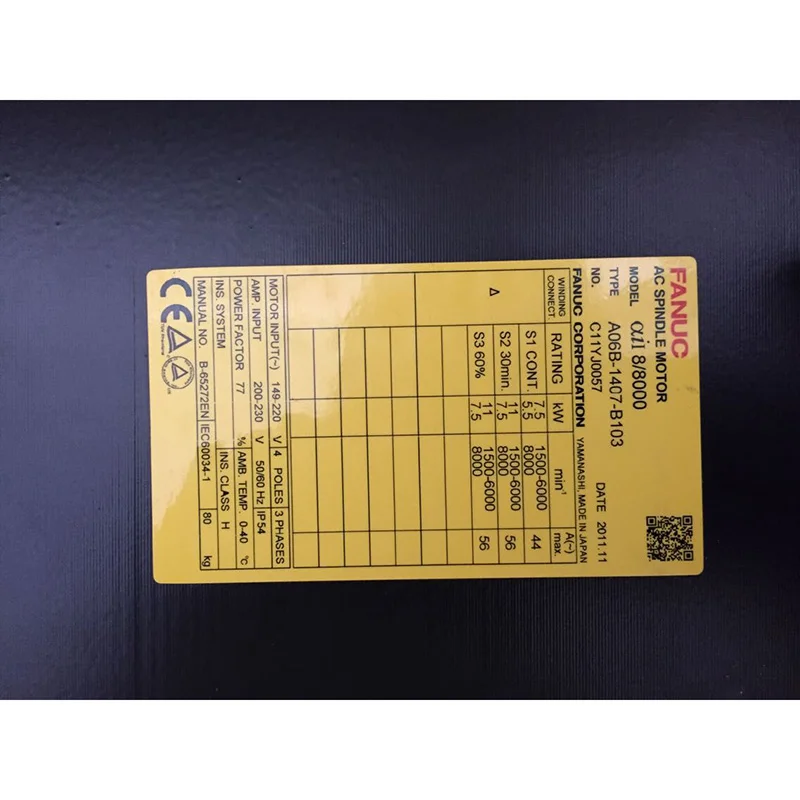 FANUC
AC SPINDLE MOTOR
MODEL αi I 8/8000
TYPE A06B-1407-B103
NO. C11YJ0057 DATE 2011.11
FANUC CORPORATION YAMANASHI, MADE IN JAPAN
WINDING CONNECT. RATING kW min-1 A(~) max.
Δ S1 CONT. 7.5 1500-6000 44
5.5 8000
S2 30min. 11 1500-6000 56
7.5 8000
S3 60% 11 1500-6000 56
7.5 8000
MOTOR INPUT(~) 149-220 V 4 POLES 3 PHASES
AMP. INPUT 200-230 V 50/60 Hz IP 54
POWER FACTOR 77 % AMB. TEMP. 0-40 °C
INS. SYSTEM INS. CLASS H
MANUAL NO. B-65272EN IEC60034-1 80 kg
CE